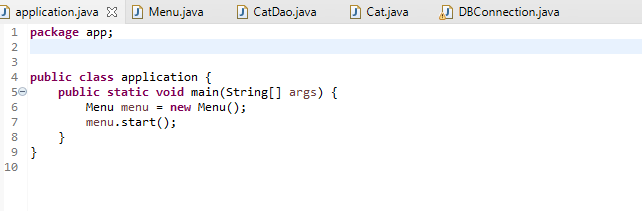 application.java Menu.java CatDao.java Cat.java DBConnection.java
1 package app;
2
3
4 public class application {
5 public static void main(String[] args) {
6 Menu menu = new Menu();
7 menu.start();
8 }
9 }
10